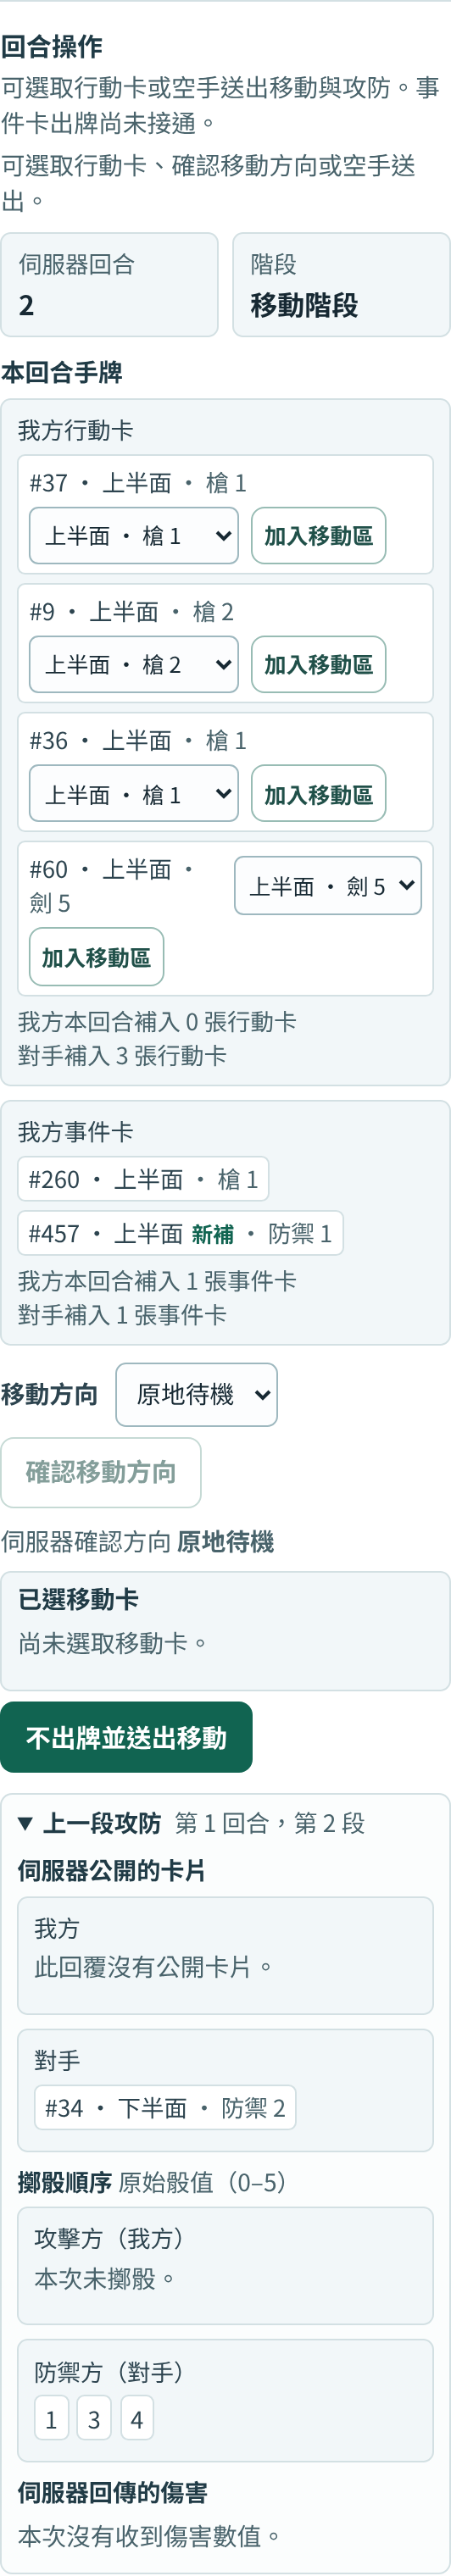 回合操作
可選取行動卡或空手送出移動與攻防。事
件卡出牌尚未接通。
可選取行動卡、確認移動方向或空手送
出。
伺服器回合
2
階段
移動階段
本回合手牌
我方行動卡
#37 · 上半面 · 槍 1
上半面 · 槍 1
加入移動區
#9 · 上半面 · 槍 2
上半面 · 槍 2
加入移動區
#36 · 上半面 · 槍 1
上半面 · 槍 1
加入移動區
#60 · 上半面 ·
劍 5
上半面 · 劍 5
加入移動區
我方本回合補入 0 張行動卡
對手補入 3 張行動卡
我方事件卡
#260 · 上半面 · 槍 1
#457 · 上半面 新補 · 防禦 1
我方本回合補入 1 張事件卡
對手補入 1 張事件卡
移動方向 原地待機
確認移動方向
伺服器確認方向 原地待機
已選移動卡
尚未選取移動卡。
不出牌並送出移動
▼ 上一段攻防 第 1 回合，第 2 段
伺服器公開的卡片
我方
此回覆沒有公開卡片。
對手
#34 · 下半面 · 防禦 2
擲骰順序 原始骰值（0–5）
攻擊方（我方）
本次未擲骰。
防禦方（對手）
1 3 4
伺服器回傳的傷害
本次沒有收到傷害數值。